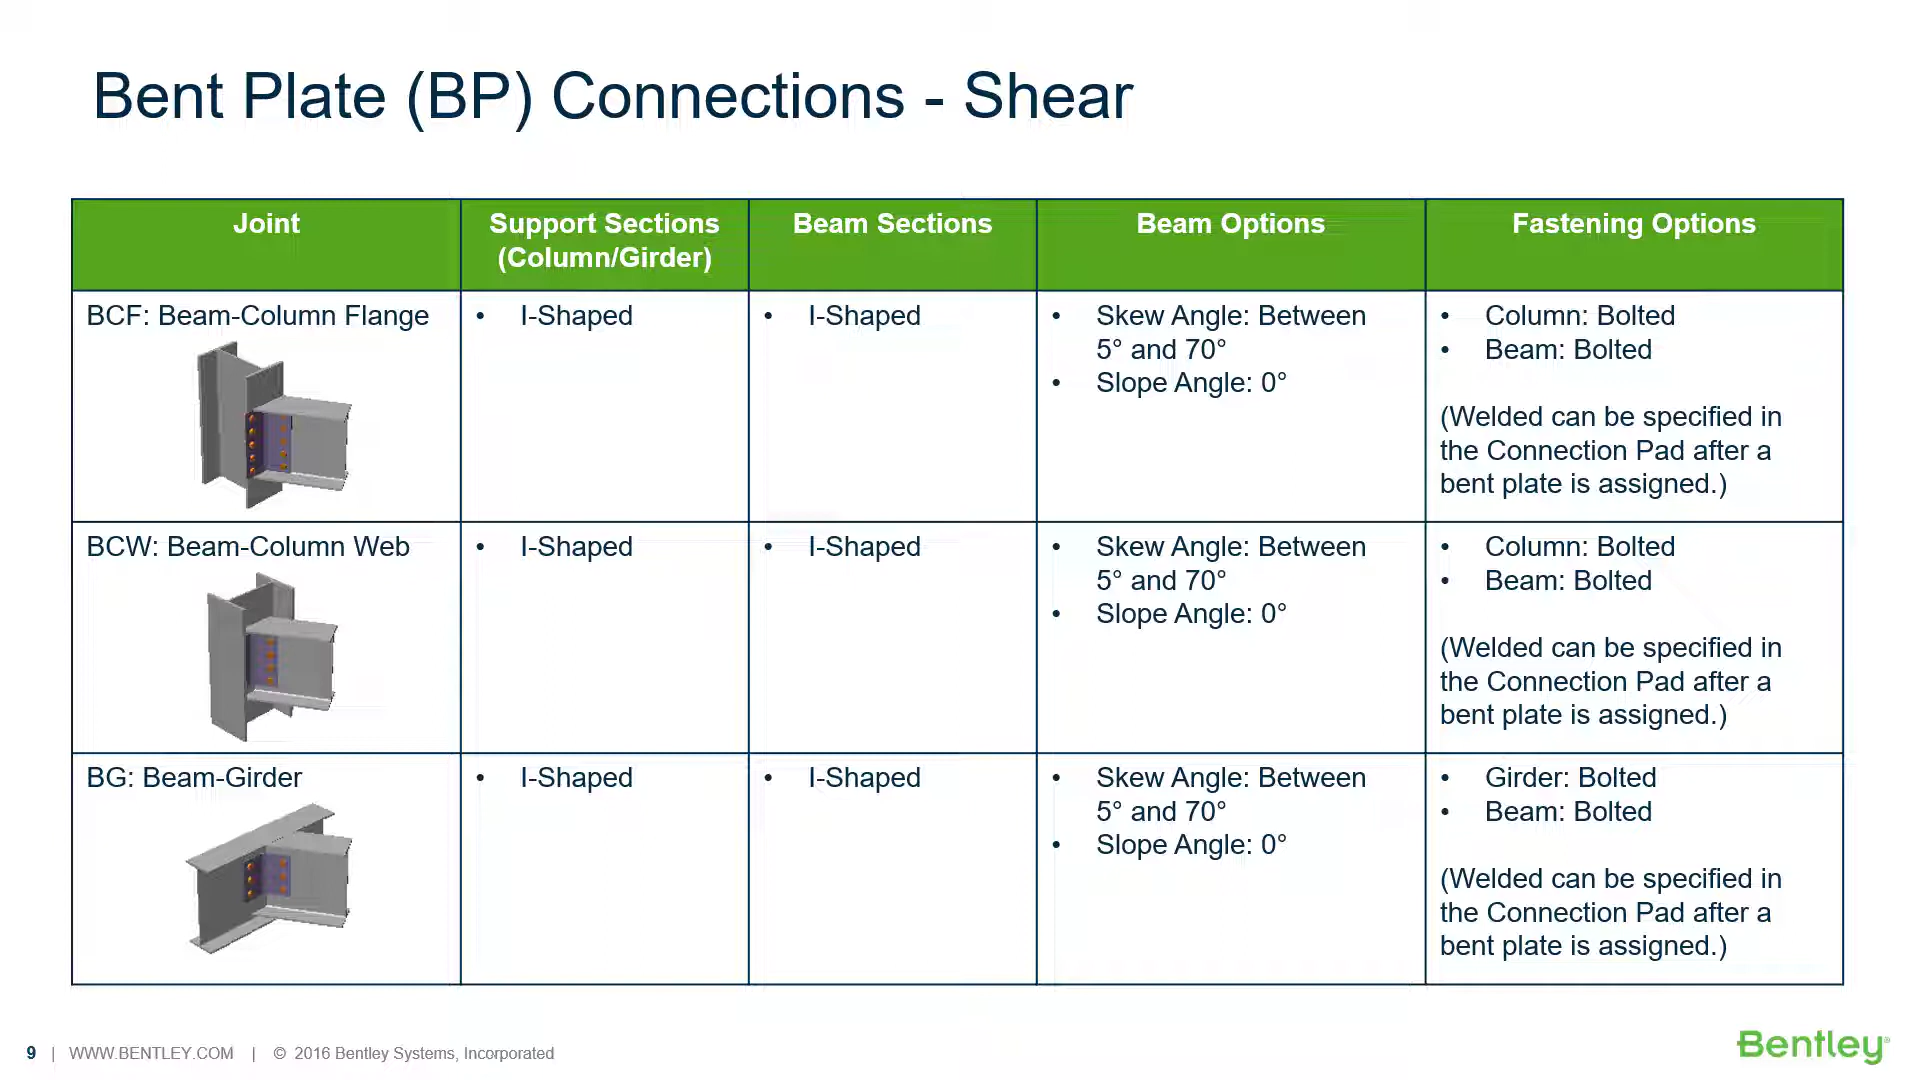 Bent Plate (BP) Connections - Shear
Joint
Support Sections
(Column/Girder)
Beam Sections
Beam Options
Fastening Options
BCF: Beam-Column Flange
• I-Shaped
• I-Shaped
• Skew Angle: Between
5° and 70°
• Slope Angle: 0°
• Column: Bolted
• Beam: Bolted
(Welded can be specified in
the Connection Pad after a
bent plate is assigned.)
BCW: Beam-Column Web
• I-Shaped
• I-Shaped
• Skew Angle: Between
5° and 70°
• Slope Angle: 0°
• Column: Bolted
• Beam: Bolted
(Welded can be specified in
the Connection Pad after a
bent plate is assigned.)
BG: Beam-Girder
• I-Shaped
• I-Shaped
• Skew Angle: Between
5° and 70°
• Slope Angle: 0°
• Girder: Bolted
• Beam: Bolted
(Welded can be specified in
the Connection Pad after a
bent plate is assigned.)
9 | WWW.BENTLEY.COM | © 2016 Bentley Systems, Incorporated
Bentley®